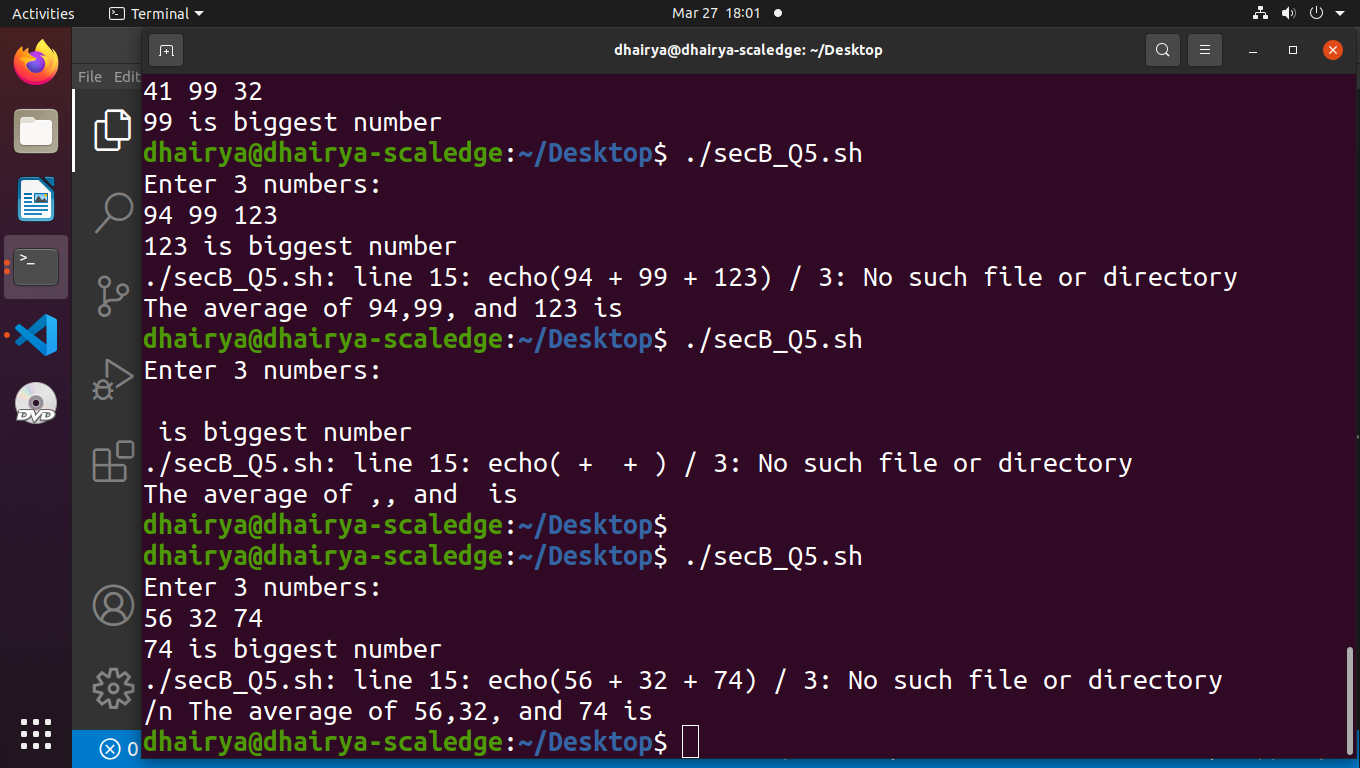 Activities
Terminal
Mar 27 18:01
dhairya@dhairya-scaledge: ~/Desktop
File Edit
41 99 32
99 is biggest number
dhairya@dhairya-scaledge:~/Desktop$ ./secB_Q5.sh
Enter 3 numbers:
94 99 123
123 is biggest number
./secB_Q5.sh: line 15: echo(94 + 99 + 123) / 3: No such file or directory
The average of 94,99, and 123 is
dhairya@dhairya-scaledge:~/Desktop$ ./secB_Q5.sh
Enter 3 numbers:
 is biggest number
./secB_Q5.sh: line 15: echo( +  + ) / 3: No such file or directory
The average of ,, and  is
dhairya@dhairya-scaledge:~/Desktop$
dhairya@dhairya-scaledge:~/Desktop$ ./secB_Q5.sh
Enter 3 numbers:
56 32 74
74 is biggest number
./secB_Q5.sh: line 15: echo(56 + 32 + 74) / 3: No such file or directory
/n The average of 56,32, and 74 is
dhairya@dhairya-scaledge:~/Desktop$
0
DVD